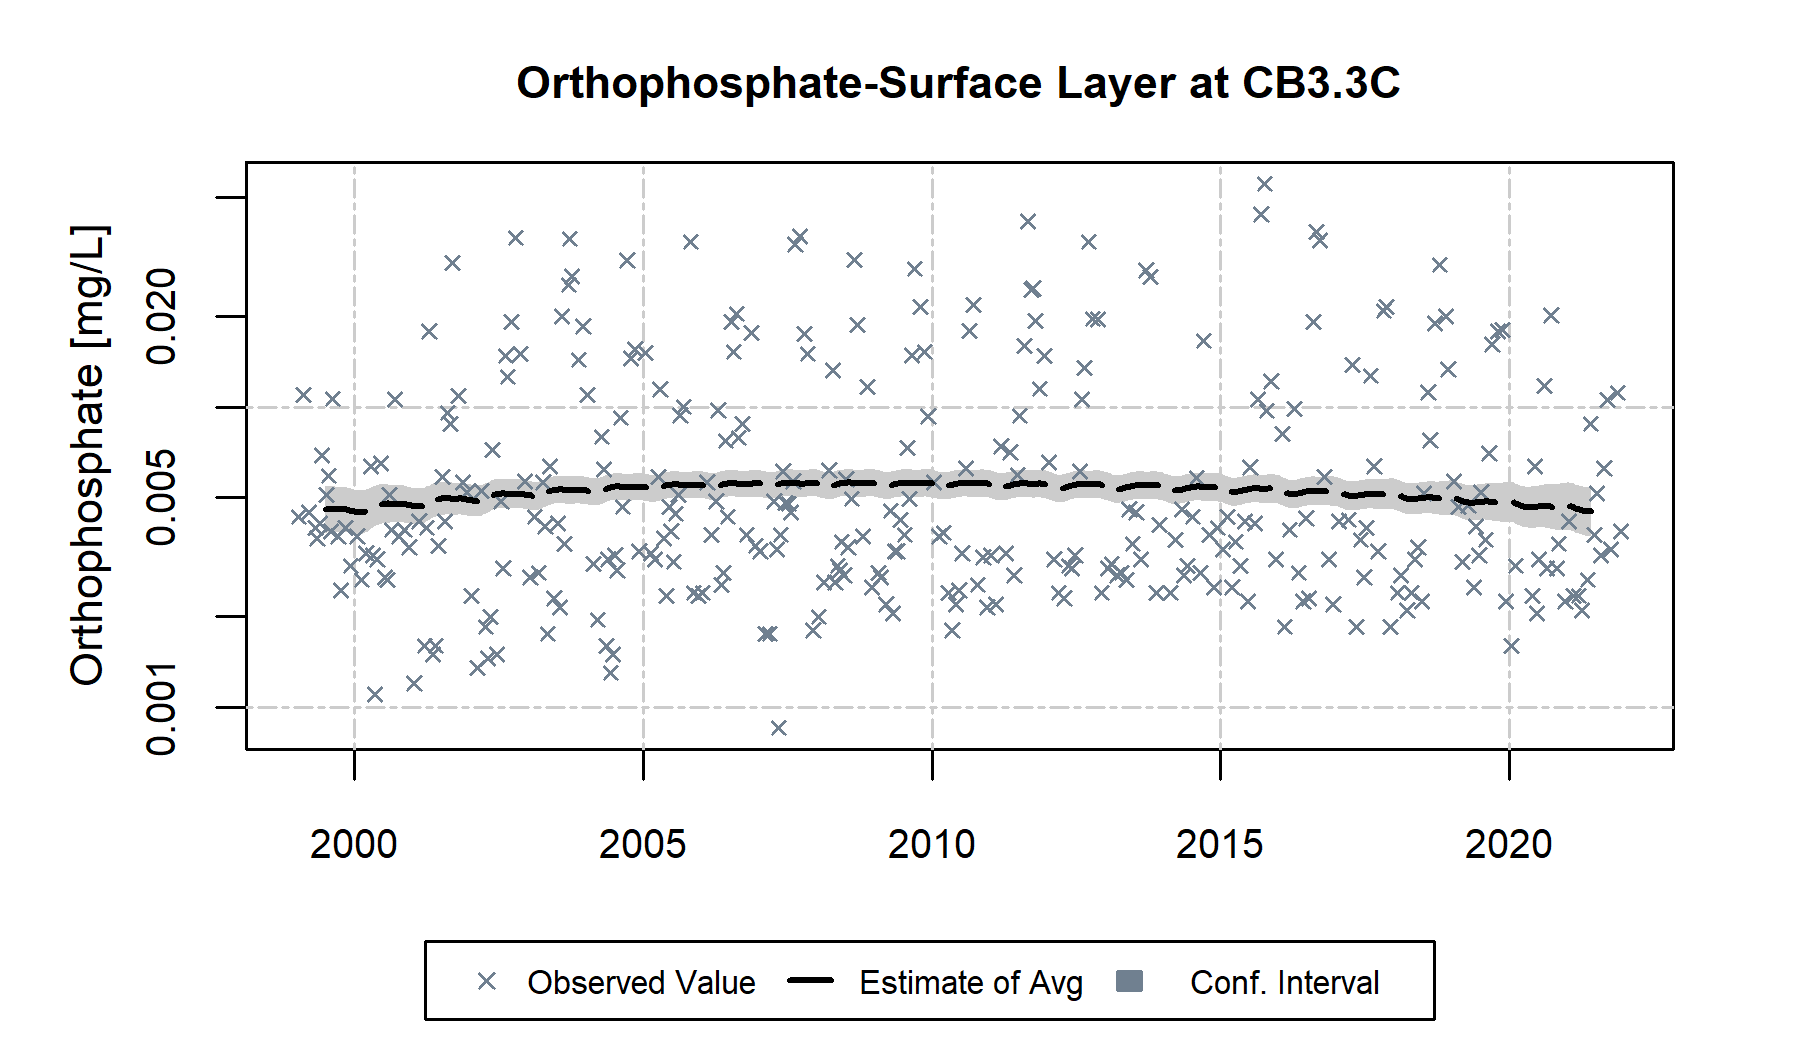 Orthophosphate-Surface Layer at CB3.3C
Orthophosphate [mg/L]
0.020
0.005
0.001
2000 2005 2010 2015 2020
Observed Value Estimate of Avg Conf. Interval